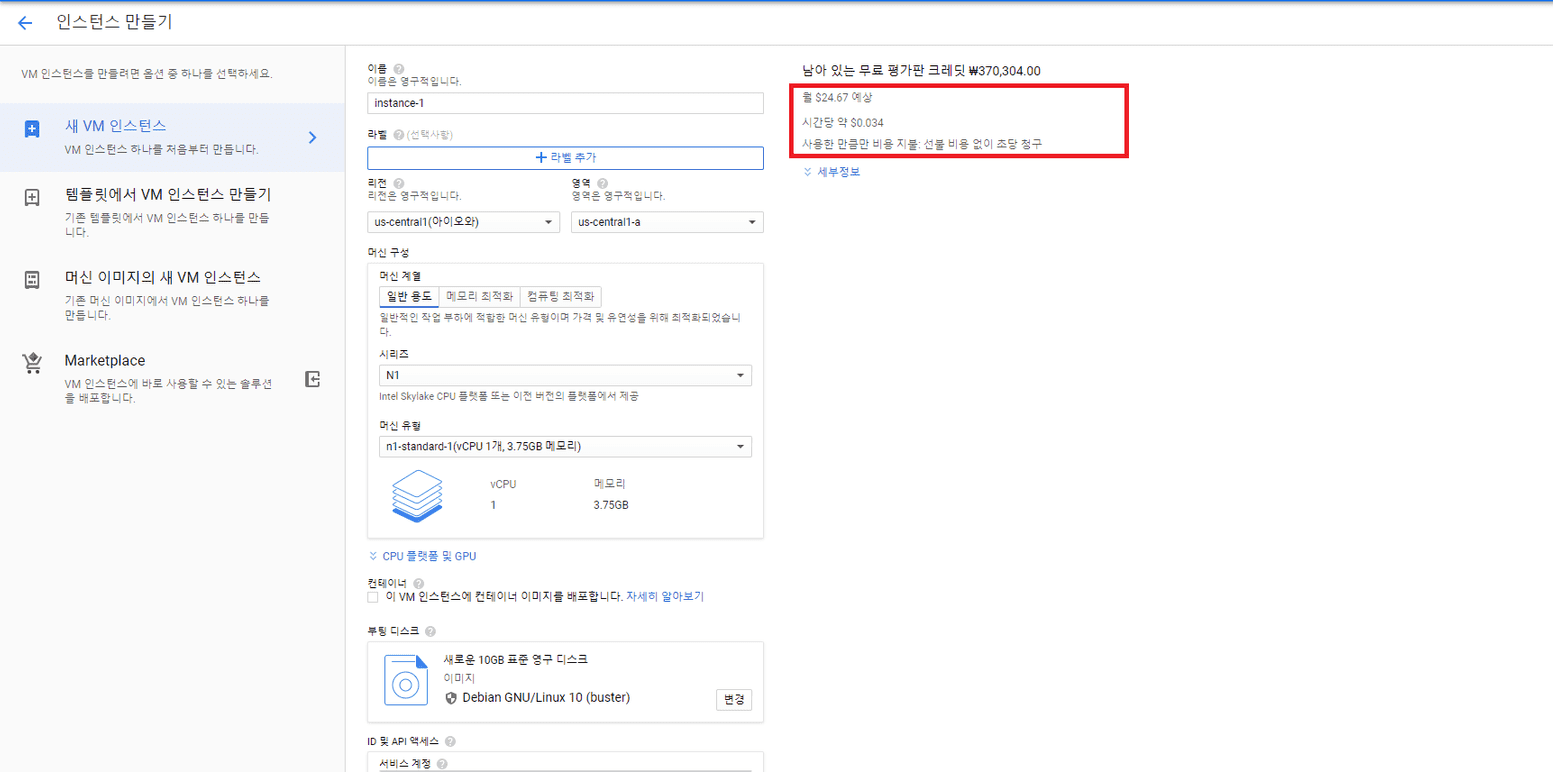 인스턴스 만들기
VM 인스턴스를 만들려면 옵션 중 하나를 선택하세요.
새 VM 인스턴스
VM 인스턴스 하나를 처음부터 만듭니다.
템플릿에서 VM 인스턴스 만들기
기존 템플릿에서 VM 인스턴스 하나를 만듭
니다.
머신 이미지의 새 VM 인스턴스
기존 머신 이미지에서 VM 인스턴스 하나를
만듭니다.
Marketplace
VM 인스턴스에 바로 사용할 수 있는 솔루션
을 배포합니다.
이름
이름은 영구적입니다.
instance-1
라벨 (선택사항)
라벨 추가
리전 영역
리전은 영구적입니다. 영역은 영구적입니다.
us-central1(아이오와) us-central1-a
머신 구성
머신 계열
일반 용도 메모리 최적화 컴퓨팅 최적화
일반적인 작업 부하에 적합한 머신 유형이며 가격 및 유연성을 위해 최적화되었습니
다.
시리즈
N1
Intel Skylake CPU 플랫폼 또는 이전 버전의 플랫폼에서 제공
머신 유형
n1-standard-1(vCPU 1개, 3.75GB 메모리)
vCPU 메모리
1 3.75GB
CPU 플랫폼 및 GPU
컨테이너
이 VM 인스턴스에 컨테이너 이미지를 배포합니다. 자세히 알아보기
부팅 디스크
새로운 10GB 표준 영구 디스크
이미지
Debian GNU/Linux 10 (buster)
변경
ID 및 API 액세스
서비스 계정
남아 있는 무료 평가판 크레딧 ₩370,304.00
월 $24.67 예상
시간당 약 $0.034
사용한 만큼만 비용 지불: 선불 비용 없이 초당 청구
세부정보